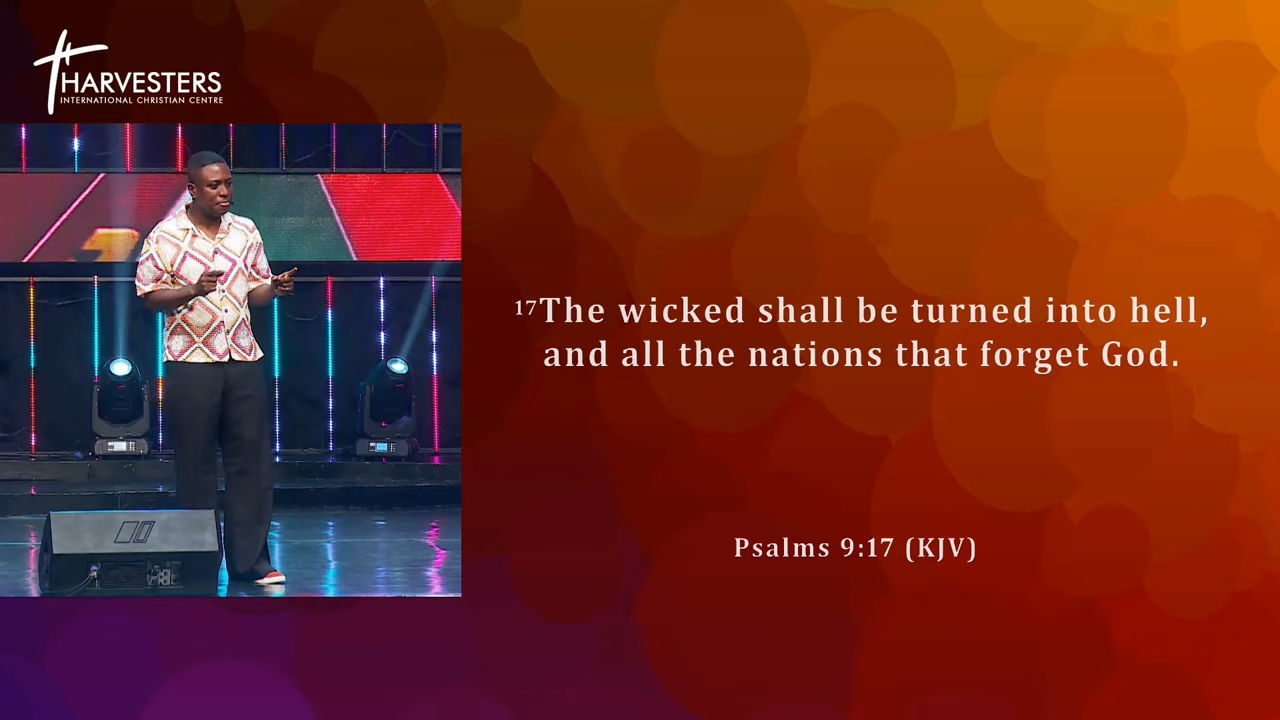 HARVESTERS
INTERNATIONAL CHRISTIAN CENTRE
17The wicked shall be turned into hell,
and all the nations that forget God.
Psalms 9:17 (KJV)